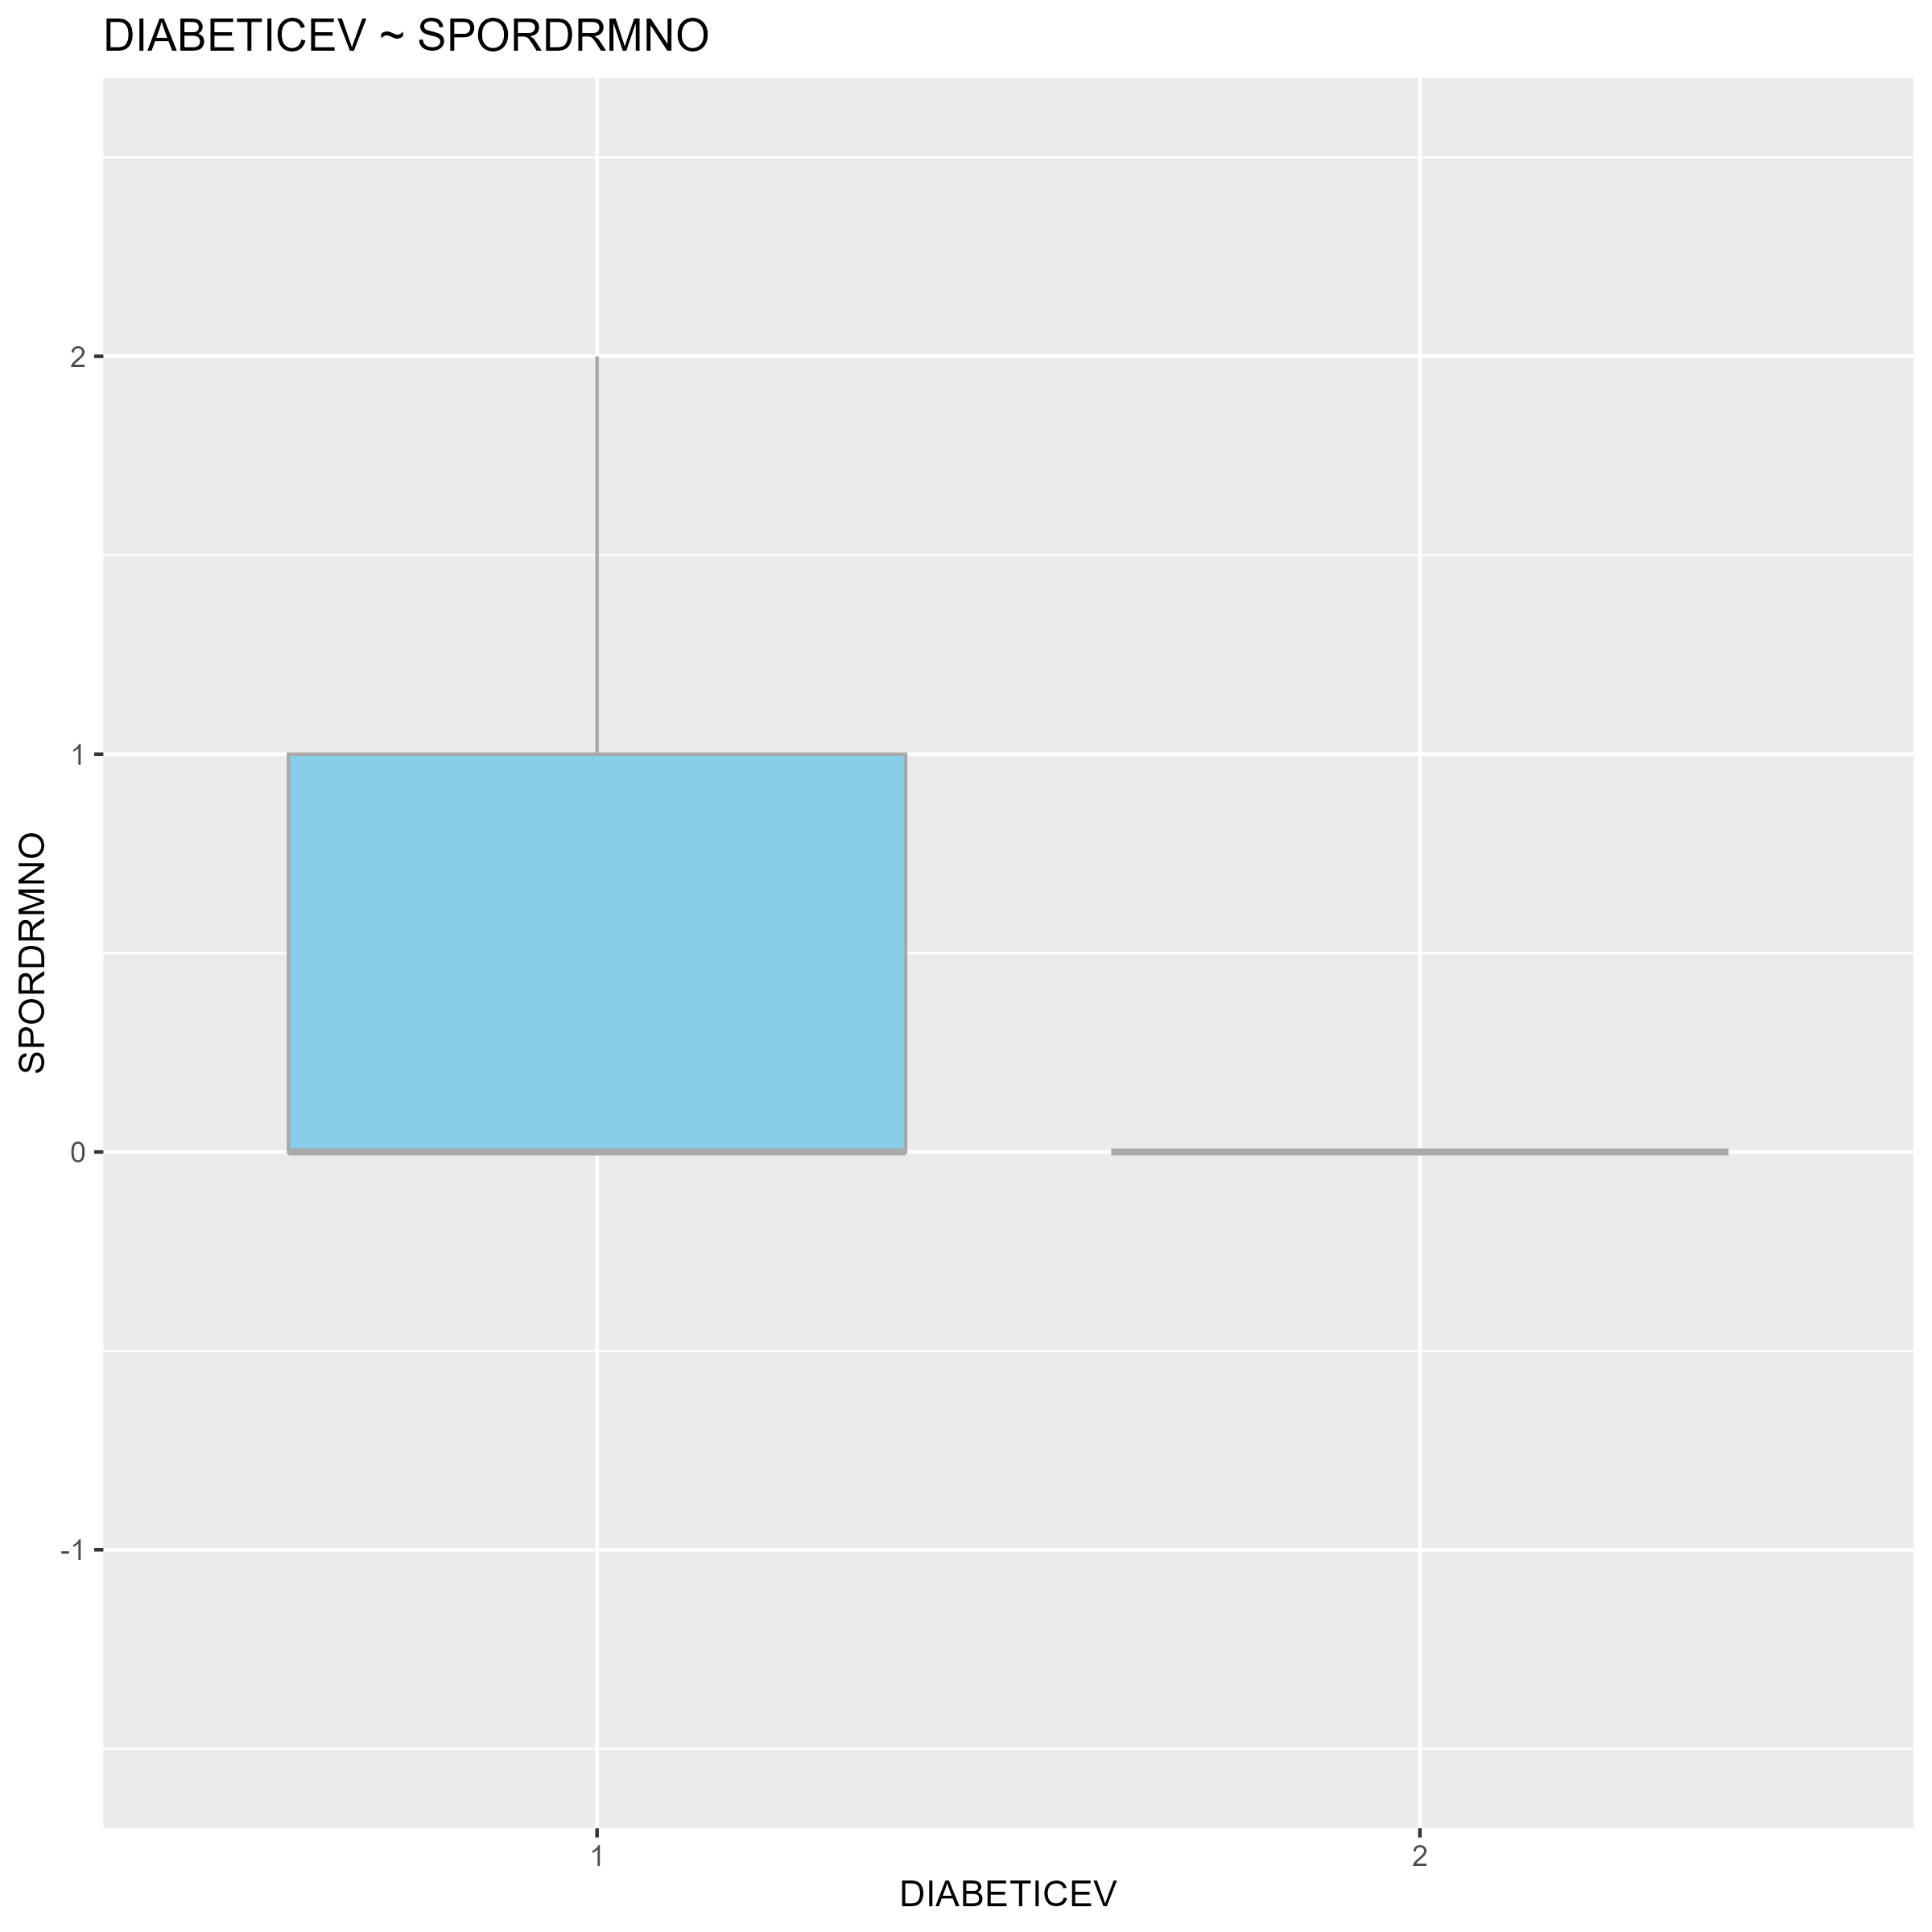 DIABETICEV ~ SPORDRMNO
2
1
0
-1
SPORDRMNO
1 2
DIABETICEV